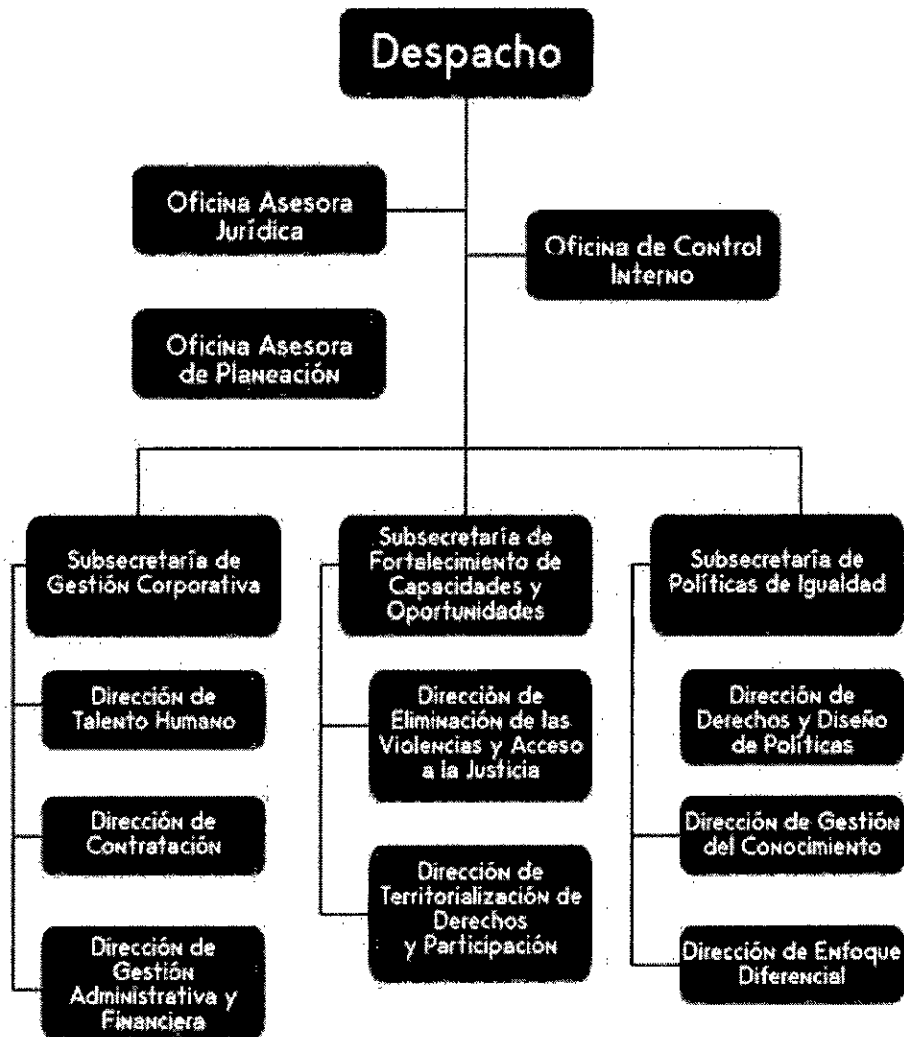 Despacho
Oficina Asesora
Jurídica
Oficina de Control
Interno
Oficina Asesora
de Planeación
Subsecretaría de
Gestión Corporativa
Subsecretaría de
Fortalecimiento de
Capacidades y
Oportunidades
Subsecretaría de
Políticas de Igualdad
Dirección de
Talento Humano
Dirección de
Contratación
Dirección de
Gestión
Administrativa y
Financiera
Dirección de
Eliminación de las
Violencias y Acceso
a la Justicia
Dirección de
Territorialización de
Derechos
y Participación
Dirección de
Derechos y Diseño
de Políticas
Dirección de Gestión
del Conocimiento
Dirección de Enfoque
Diferencial